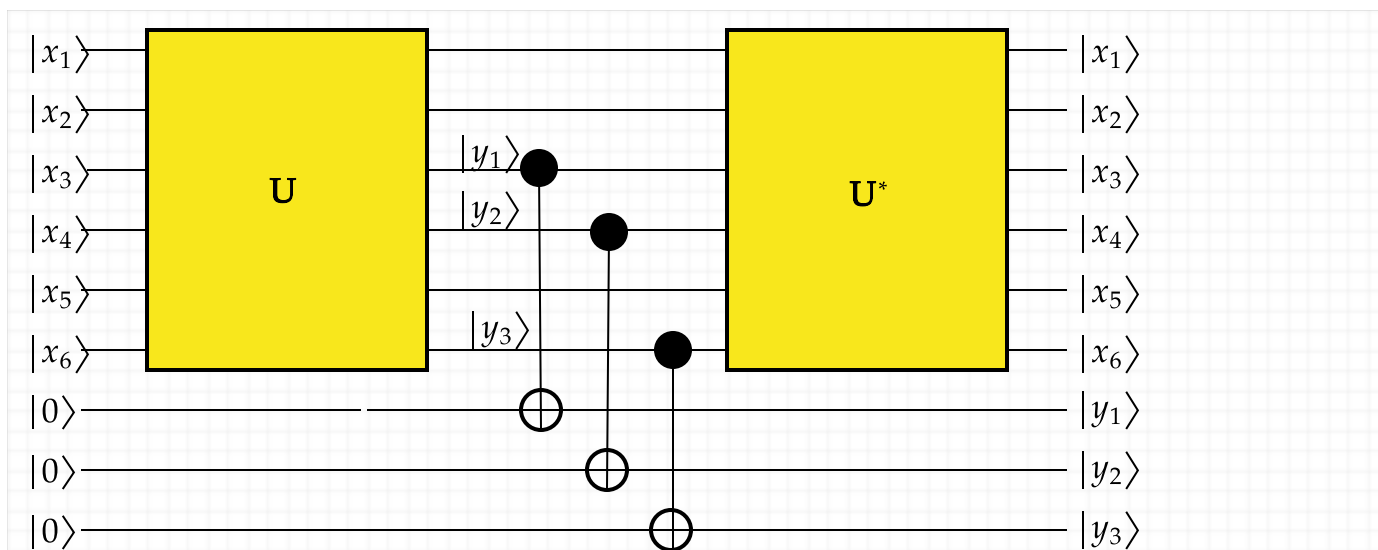 |x₁⟩ |x₁⟩
|x₂⟩ |x₂⟩
|y₁⟩
|x₃⟩ |x₃⟩
U U*
|y₂⟩
|x₄⟩ |x₄⟩
|x₅⟩ |x₅⟩
|y₃⟩
|x₆⟩ |x₆⟩
|0⟩ |y₁⟩
|0⟩ |y₂⟩
|0⟩ |y₃⟩